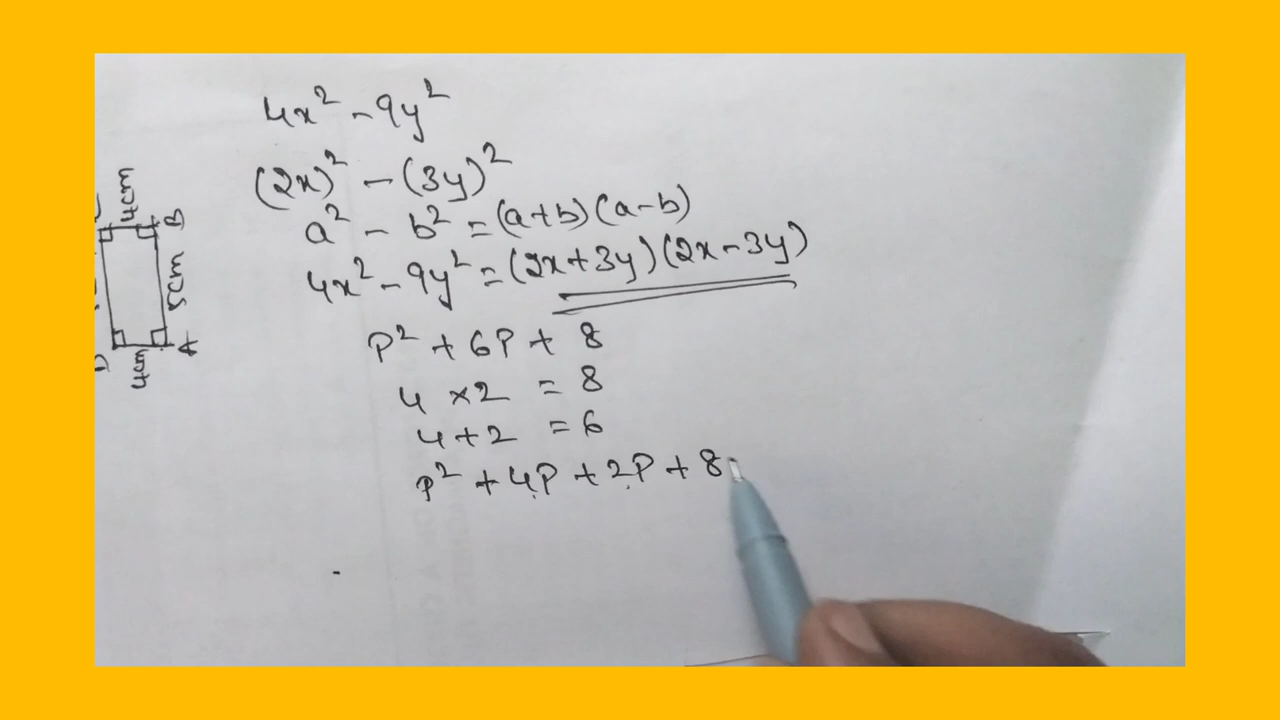 4x² - 9y²
(2x)² - (3y)²
a² - b² = (a+b)(a-b)
4x² - 9y² = (2x+3y)(2x-3y)
P² + 6P + 8
4 × 2 = 8
4 + 2 = 6
P² + 4P + 2P + 8
4cm
B
5cm
A
4cm
D